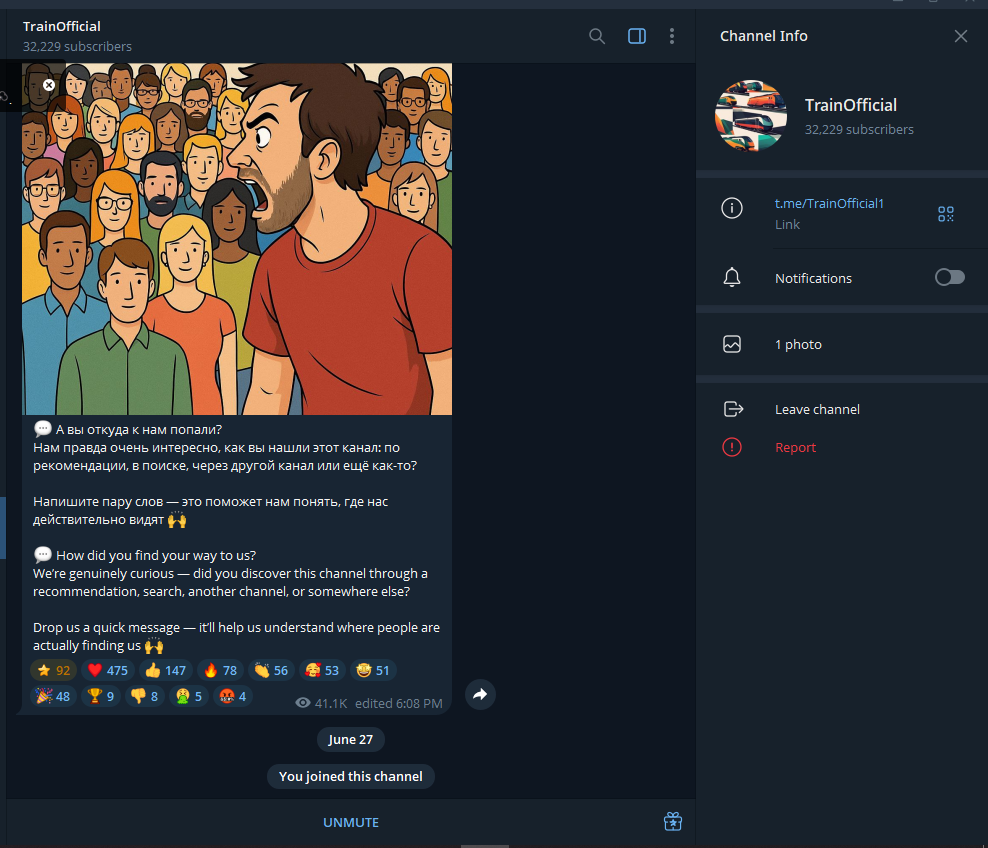 TrainOfficial
32,229 subscribers
💬 А вы откуда к нам попали?
Нам правда очень интересно, как вы нашли этот канал: по
рекомендации, в поиске, через другой канал или ещё как-то?
Напишите пару слов — это поможет нам понять, где нас
действительно видят 🙌
💬 How did you find your way to us?
We’re genuinely curious — did you discover this channel through a
recommendation, search, another channel, or somewhere else?
Drop us a quick message — it’ll help us understand where people are
actually finding us 🙌
⭐ 92 ❤️ 475 👍 147 🔥 78 👏 56 🥰 53 🤩 51
🎉 48 🏆 9 👎 8 🤮 5 🤬 4 41.1K edited 6:08 PM
June 27
You joined this channel
UNMUTE
Channel Info
TrainOfficial
32,229 subscribers
t.me/TrainOfficial1
Link
Notifications
1 photo
Leave channel
Report